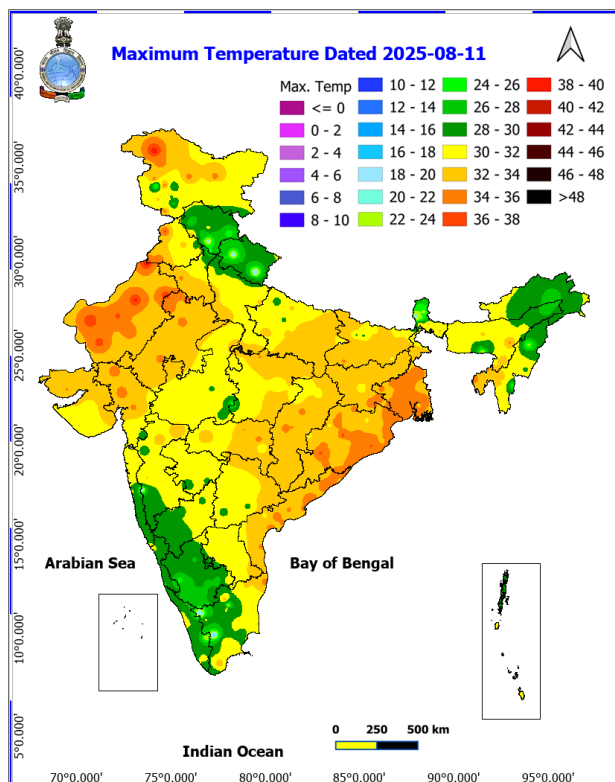 Maximum Temperature Dated 2025-08-11
Max. Temp
<= 0
0 - 2
2 - 4
4 - 6
6 - 8
8 - 10
10 - 12
12 - 14
14 - 16
16 - 18
18 - 20
20 - 22
22 - 24
24 - 26
26 - 28
28 - 30
30 - 32
32 - 34
34 - 36
36 - 38
38 - 40
40 - 42
42 - 44
44 - 46
46 - 48
>48
40°0.000'
35°0.000'
30°0.000'
25°0.000'
20°0.000'
15°0.000'
10°0.000'
5°0.000'
Arabian Sea
Bay of Bengal
0 250 500 km
Indian Ocean
70°0.000' 75°0.000' 80°0.000' 85°0.000' 90°0.000' 95°0.000'